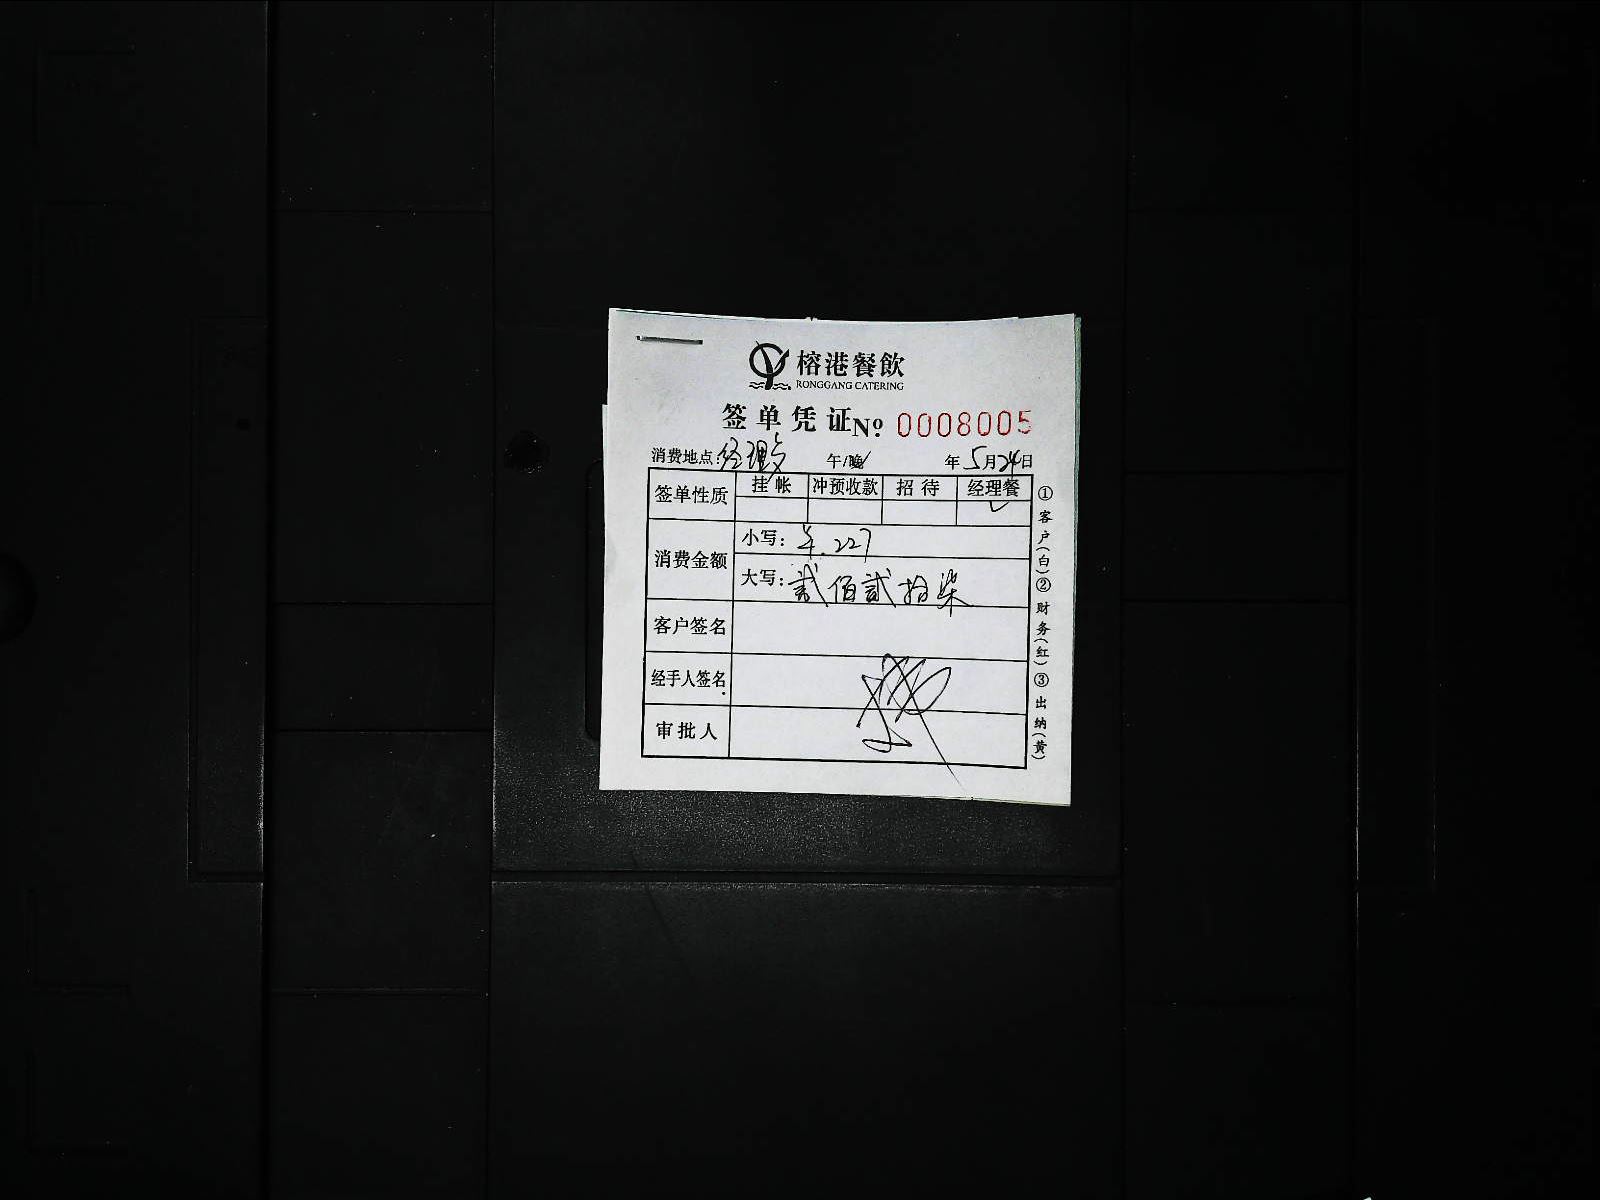 榕港餐飲
RONGGANG CATERING
签单凭证No. 0008005
消费地点:经理 午/晚 年5月24日
签单性质 挂帐 冲预收款 招待 经理餐
消费金额 小写: ¥.227
大写: 貳佰貳拾柒
客户签名
经手人签名
审批人
①客户(白)②财务(红)③出纳(黄)